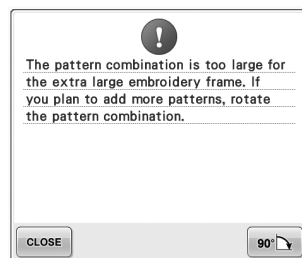 The pattern combination is too large for
the extra large embroidery frame. If
you plan to add more patterns, rotate
the pattern combination.
CLOSE
90°